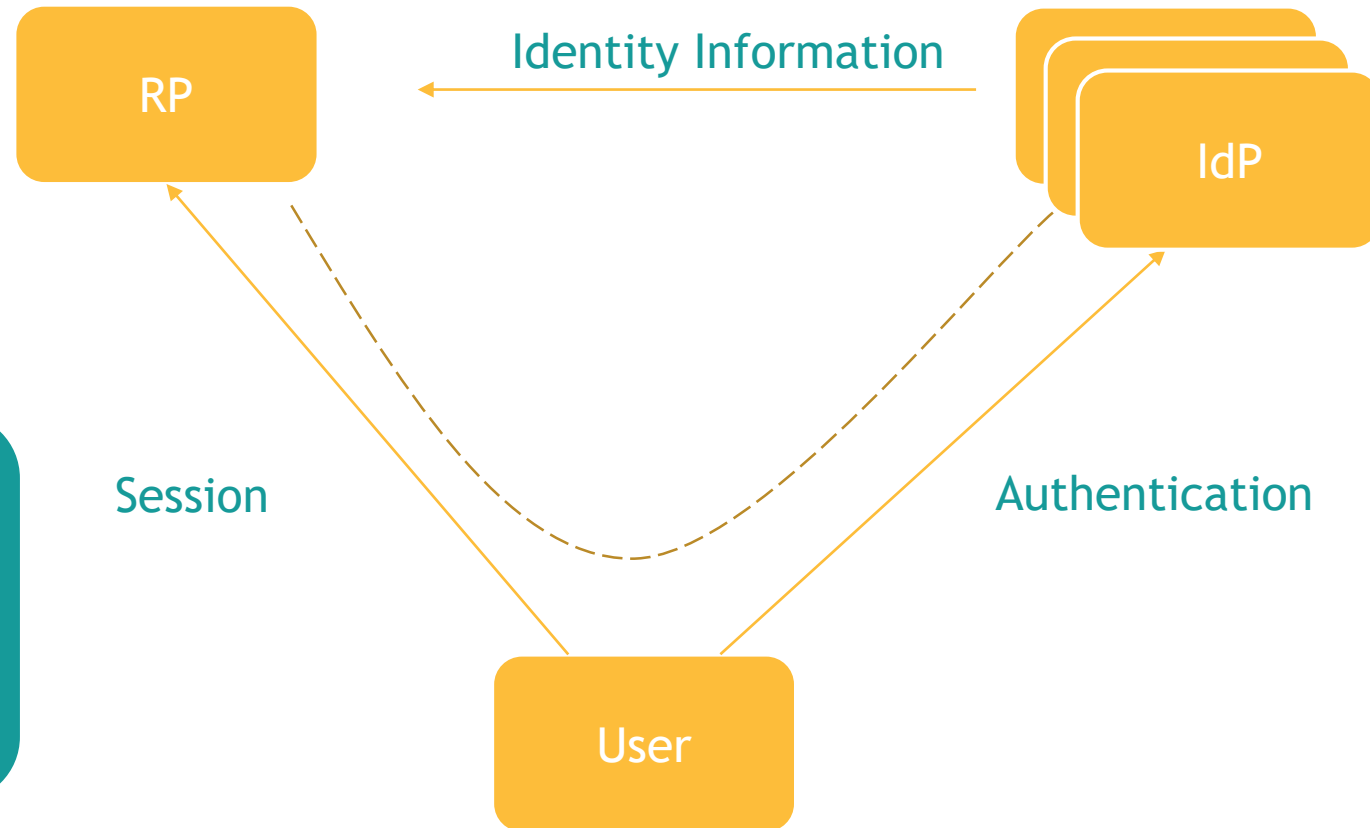 Identity Information
RP
IdP
Session
Authentication
User